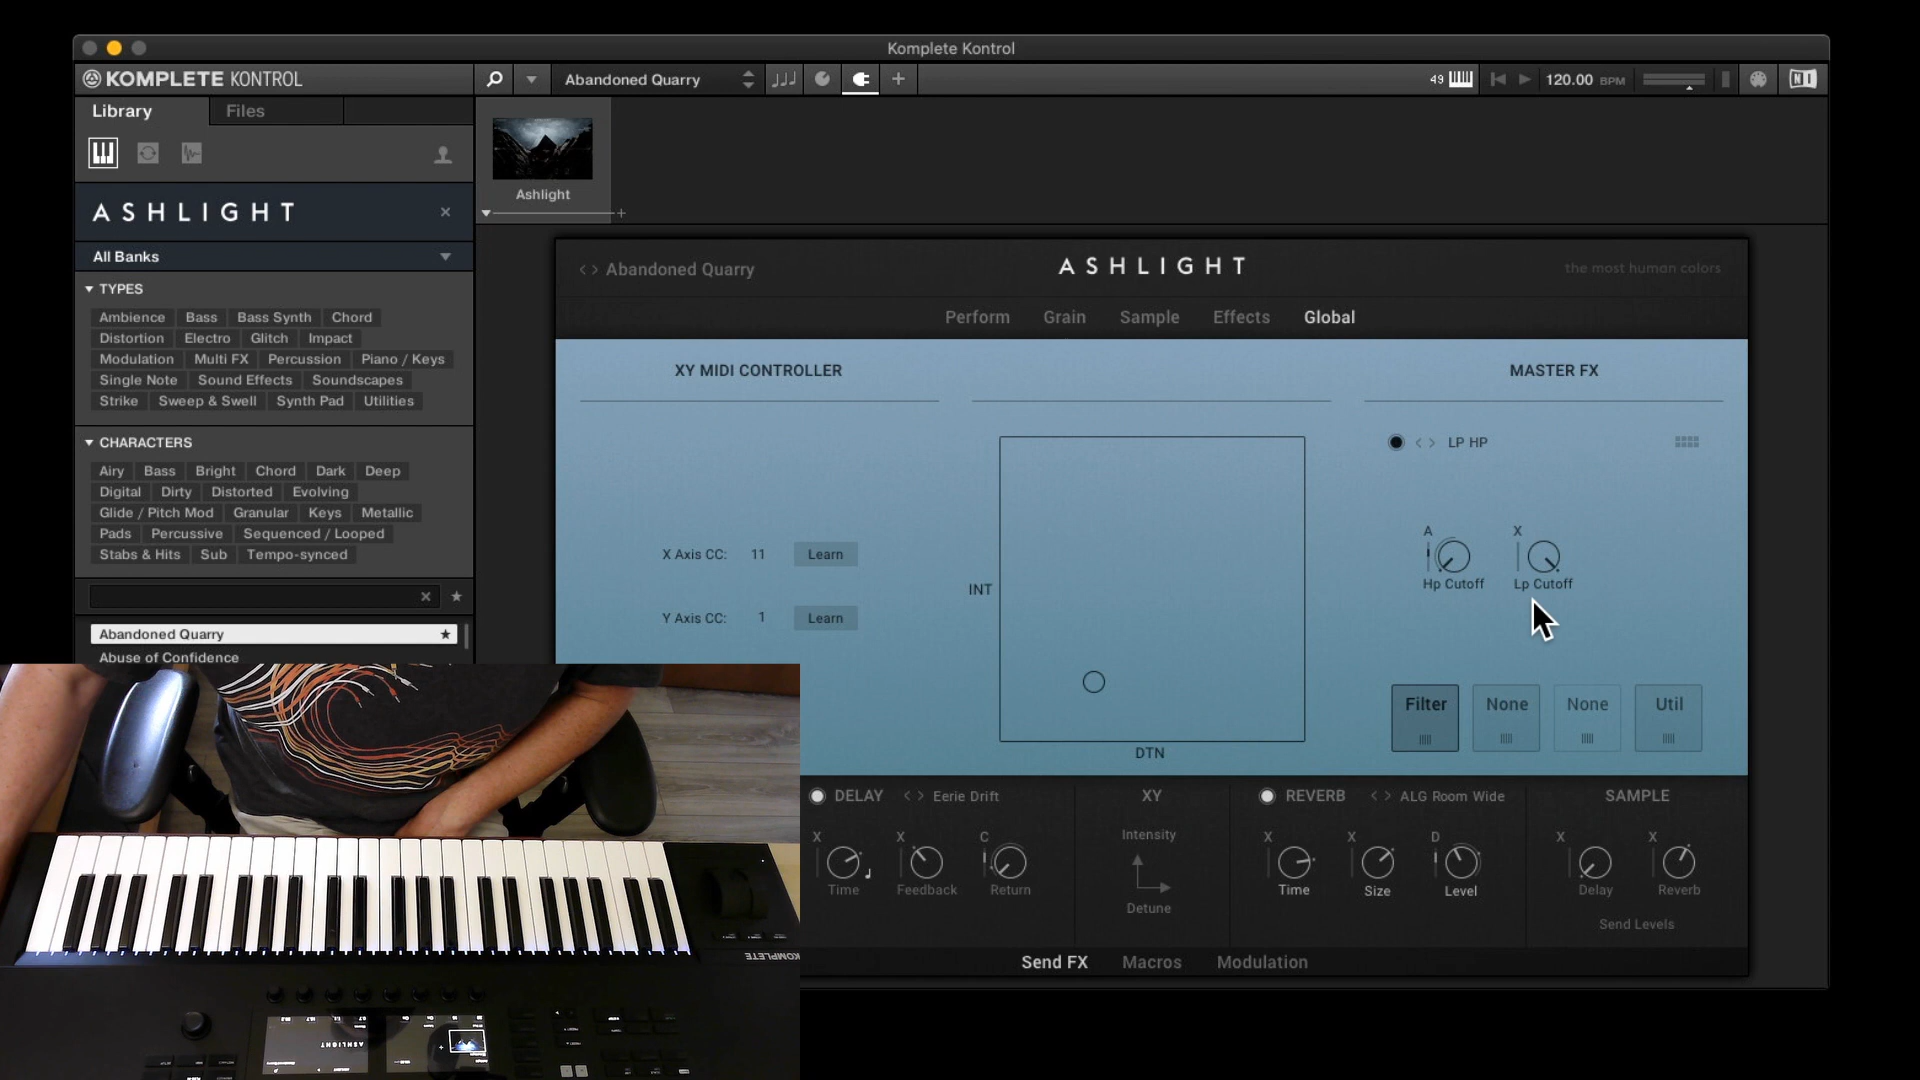 Komplete Kontrol
KOMPLETE KONTROL
Abandoned Quarry
49
120.00 BPM
Library
Files
Ashlight
ASHLIGHT
All Banks
TYPES
Ambience Bass Bass Synth Chord
Distortion Electro Glitch Impact
Modulation Multi FX Percussion Piano / Keys
Single Note Sound Effects Soundscapes
Strike Sweep & Swell Synth Pad Utilities
CHARACTERS
Airy Bass Bright Chord Dark Deep
Digital Dirty Distorted Evolving
Glide / Pitch Mod Granular Keys Metallic
Pads Percussive Sequenced / Looped
Stabs & Hits Sub Tempo-synced
Abandoned Quarry
Abuse of Confidence
Abandoned Quarry
ASHLIGHT
the most human colors
Perform Grain Sample Effects Global
XY MIDI CONTROLLER
X Axis CC: 11 Learn
Y Axis CC: 1 Learn
INT
DTN
MASTER FX
LP HP
A X
Hp Cutoff Lp Cutoff
Filter None None Util
DELAY Eerie Drift
X X C
Time Feedback Return
XY
Intensity
Detune
REVERB ALG Room Wide
X X D
Time Size Level
SAMPLE
X X
Delay Reverb
Send Levels
Send FX Macros Modulation
KOMPLETE KO
ASHLIGHT